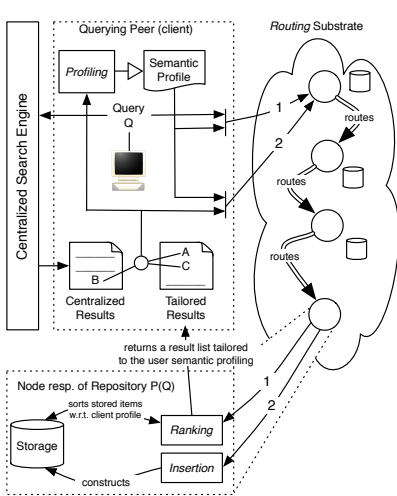 Querying Peer (client)
Routing Substrate
Centralized Search Engine
Profiling
Semantic
Profile
Query
Q
1
2
routes
routes
routes
A
C
B
Centralized
Results
Tailored
Results
returns a result list tailored
to the user semantic profiling
Node resp. of Repository P(Q)
sorts stored items
w.r.t. client profile
Storage
Ranking
Insertion
constructs
1
2